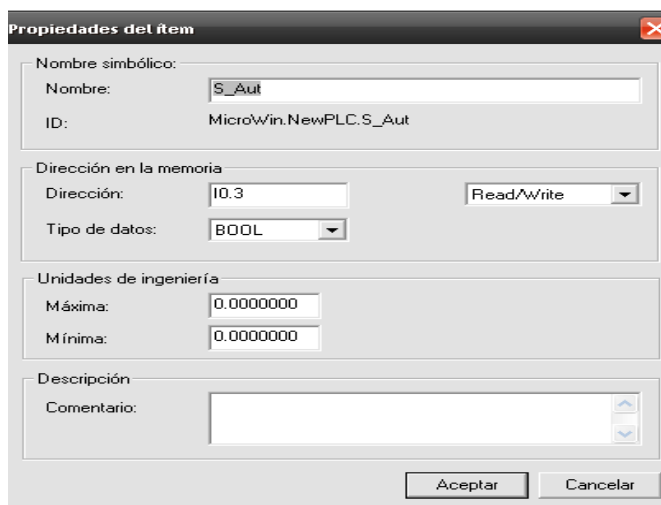 Propiedades del ítem
Nombre simbólico:
Nombre: S_Aut
ID: MicroWin.NewPLC.S_Aut
Dirección en la memoria
Dirección: I0.3 Read/Write
Tipo de datos: BOOL
Unidades de ingeniería
Máxima: 0.0000000
Mínima: 0.0000000
Descripción
Comentario:
Aceptar Cancelar